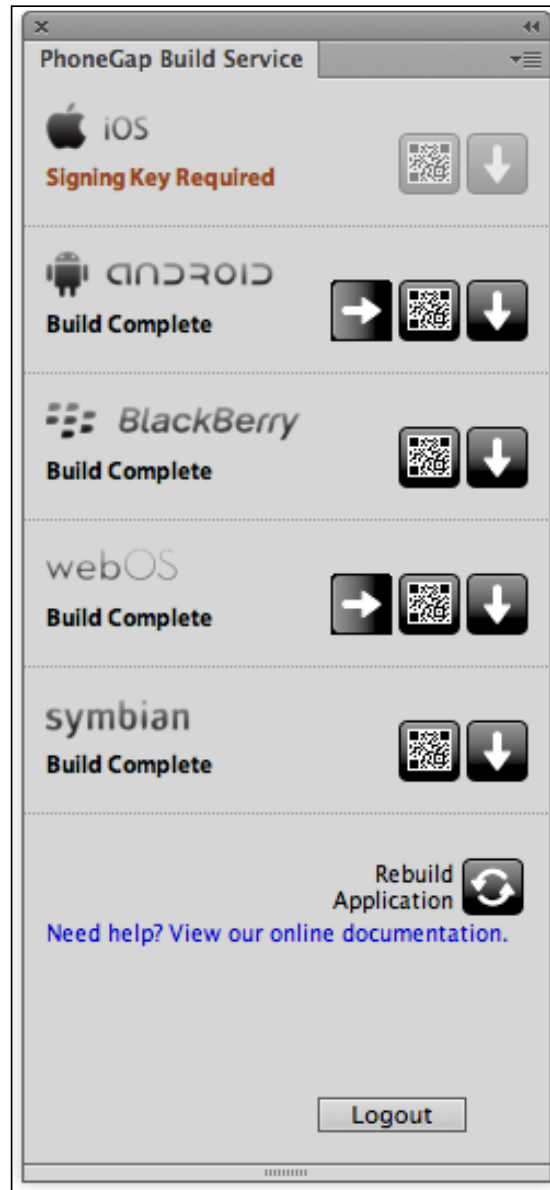 PhoneGap Build Service
iOS
Signing Key Required
android
Build Complete
BlackBerry
Build Complete
webOS
Build Complete
symbian
Build Complete
Rebuild
Application
Need help? View our online documentation.
Logout